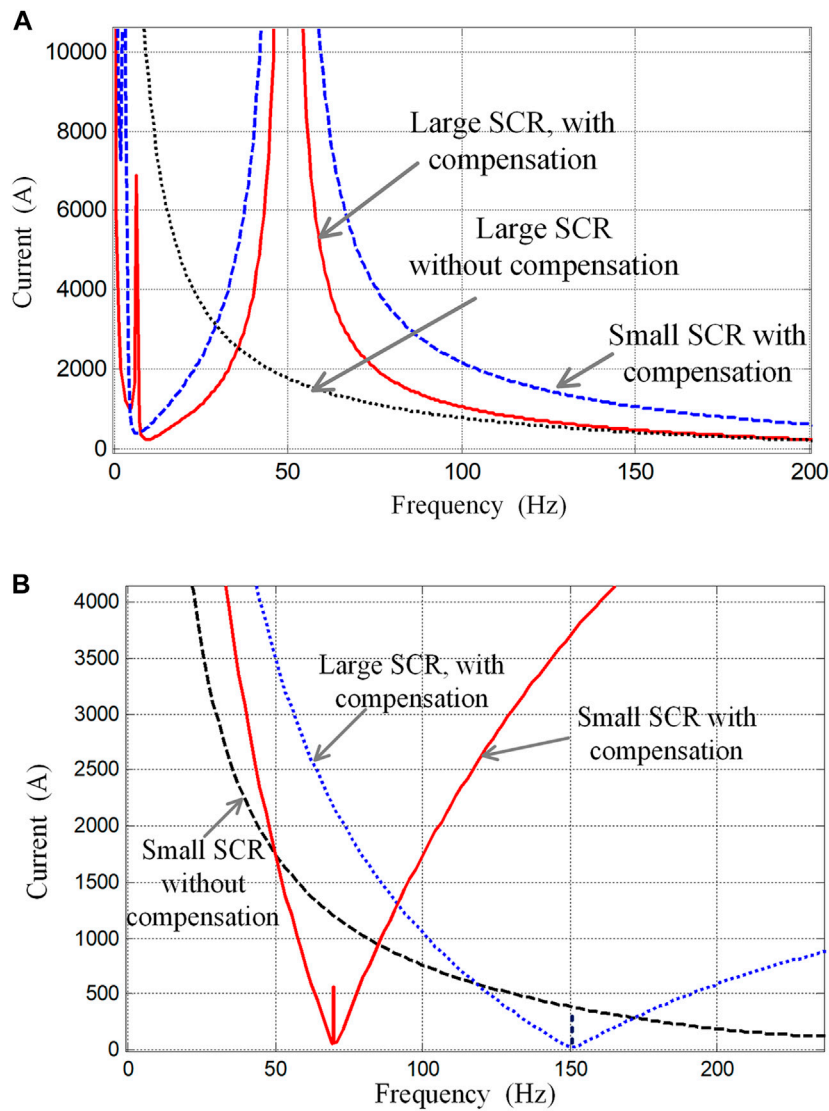 A
10000
8000
6000
4000
2000
0
Current (A)
Large SCR, with
compensation
Large SCR
without compensation
Small SCR with
compensation
0
50
100
150
200
Frequency (Hz)
B
4000
3500
3000
2500
2000
1500
1000
500
0
Current (A)
Large SCR, with
compensation
Small SCR with
compensation
Small SCR
without
compensation
0
50
100
150
200
Frequency (Hz)